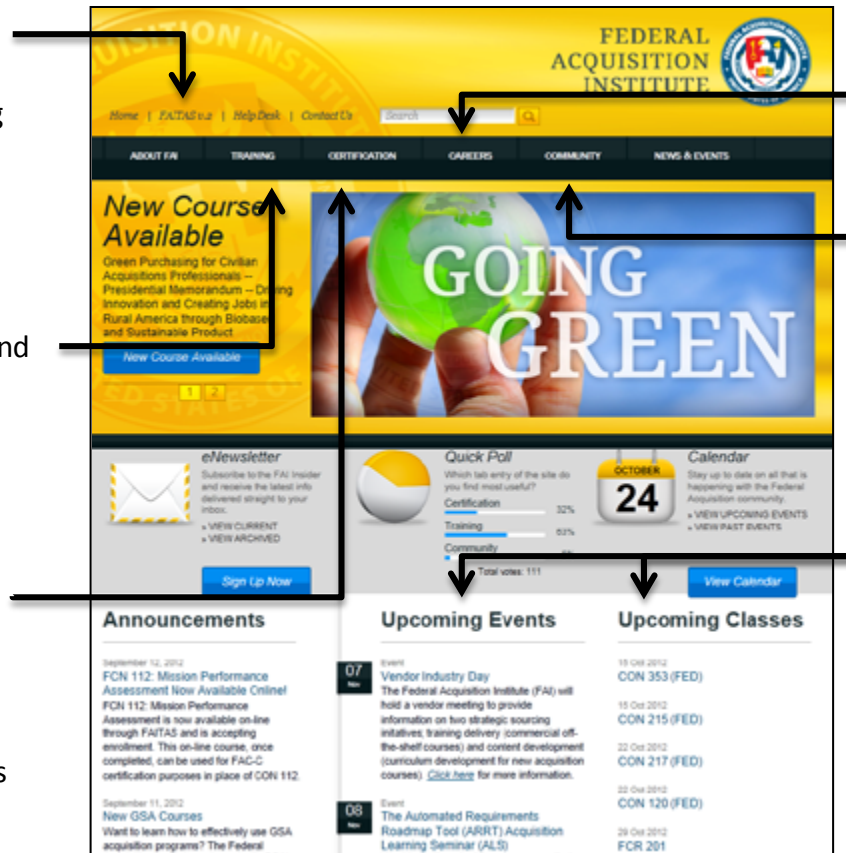 FEDERAL
ACQUISITION
INSTITUTE
Home | FAITAS v.2 | Help Desk | Contact Us
Search
ABOUT FAI
TRAINING
CERTIFICATION
CAREERS
COMMUNITY
NEWS & EVENTS
New Course
Available
Green Purchasing for Civilian
Acquisitions Professionals --
Presidential Memorandum -- Driving
Innovation and Creating Jobs in
Rural America through Biobased
and Sustainable Product
New Course Available
1 2
GOING
GREEN
nd
s
eNewsletter
Subscribe to the FAI Insider
and receive the latest info
delivered straight to your
inbox.
» VIEW CURRENT
» VIEW ARCHIVED
Sign Up Now
Quick Poll
Which tab entry of the site do
you find most useful?
Certification
32%
Training
63%
Community
Total votes: 111
OCTOBER
24
Calendar
Stay up to date on all that is
happening with the Federal
Acquisition community.
» VIEW UPCOMING EVENTS
» VIEW PAST EVENTS
View Calendar
Announcements
September 12, 2012
FCN 112: Mission Performance
Assessment Now Available Online!
FCN 112: Mission Performance
Assessment is now available on-line
through FAITAS and is accepting
enrollment. This on-line course, once
completed, can be used for FAC-C
certification purposes in place of CON 112.
September 11, 2012
New GSA Courses
Want to learn how to effectively use GSA
acquisition programs? The Federal
Upcoming Events
07
Nov
Event
Vendor Industry Day
The Federal Acquisition Institute (FAI) will
hold a vendor meeting to provide
information on two strategic sourcing
initiatives; training delivery (commercial off-
the-shelf courses) and content development
(curriculum development for new acquisition
courses). Click here for more information.
08
Nov
Event
The Automated Requirements
Roadmap Tool (ARRT) Acquisition
Learning Seminar (ALS)
Upcoming Classes
15 Oct 2012
CON 353 (FED)
15 Oct 2012
CON 215 (FED)
22 Oct 2012
CON 217 (FED)
22 Oct 2012
CON 120 (FED)
29 Oct 2012
FCR 201